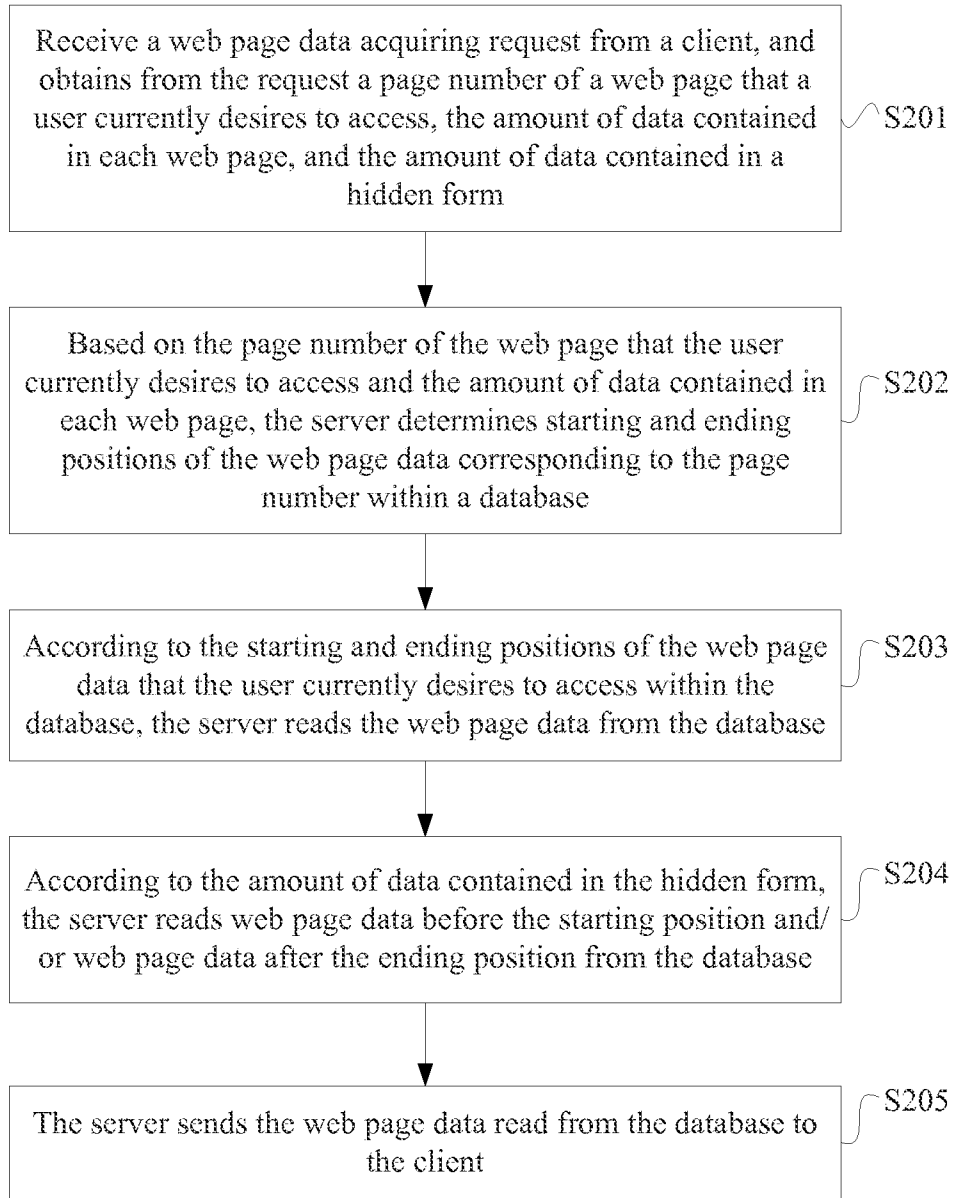 Receive a web page data acquiring request from a client, and
obtains from the request a page number of a web page that a
user currently desires to access, the amount of data contained
in each web page, and the amount of data contained in a
hidden form
S201
Based on the page number of the web page that the user
currently desires to access and the amount of data contained in
each web page, the server determines starting and ending
positions of the web page data corresponding to the page
number within a database
S202
According to the starting and ending positions of the web page
data that the user currently desires to access within the
database, the server reads the web page data from the database
S203
According to the amount of data contained in the hidden form,
the server reads web page data before the starting position and/
or web page data after the ending position from the database
S204
The server sends the web page data read from the database to
the client
S205